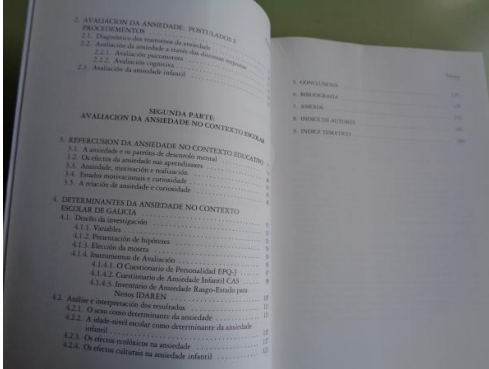 2. AVALIACION DA ANSIEDADE: POSTULADOS E
PROCEDEMENTOS
2.1. Diagnóstico dos trastornos da ansiedade
2.2. Avaliación da ansiedade a través das distintas respostas
2.2.1. Avaliación psicomotora
2.2.2. Avaliación cognitiva
2.3. Avaliación da ansiedade infantil
SEGUNDA PARTE:
AVALIACION DA ANSIEDADE NO CONTEXTO ESCOLAR
3. REPERCUSION DA ANSIEDADE NO CONTEXTO EDUCATIVO
3.1. A ansiedade e os patróns de desenvolo mental
3.2. Os efectos da ansiedade nas aprendizaxes
3.3. Ansiedade, motivación e realización
3.4. Estados motivacionais e curiosidade
3.5. A relación de ansiedade e curiosidade
4. DETERMINANTES DA ANSIEDADE NO CONTEXTO
ESCOLAR DE GALICIA
4.1. Deseño da investigación
4.1.1. Variables
4.1.2. Presentación de hipóteses
4.1.3. Elección da mostra
4.1.4. Instrumentos de Avaliación
4.1.4.1. O Cuestionario de Personalidad EPQ-J
4.1.4.2. Cuestionario de Ansiedade Infantil CAS
4.1.4.3. Inventario de Ansiedade Rasgo-Estado para
Nenos IDAREN
4.2. Análise e interpretación dos resultados
4.2.1. O sexo como determinante da ansiedade
4.2.2. A idade-nivel escolar como determinante da ansiedade
infantil
4.2.3. Os efectos ecolóxicos na ansiedade
4.2.4. Os efectos culturais na ansiedade infantil
5. CONCLUSIONS
6. BIBLIOGRAFIA
7. ANEXOS
8. INDICE DE AUTORES
9. INDICE TEMATICO